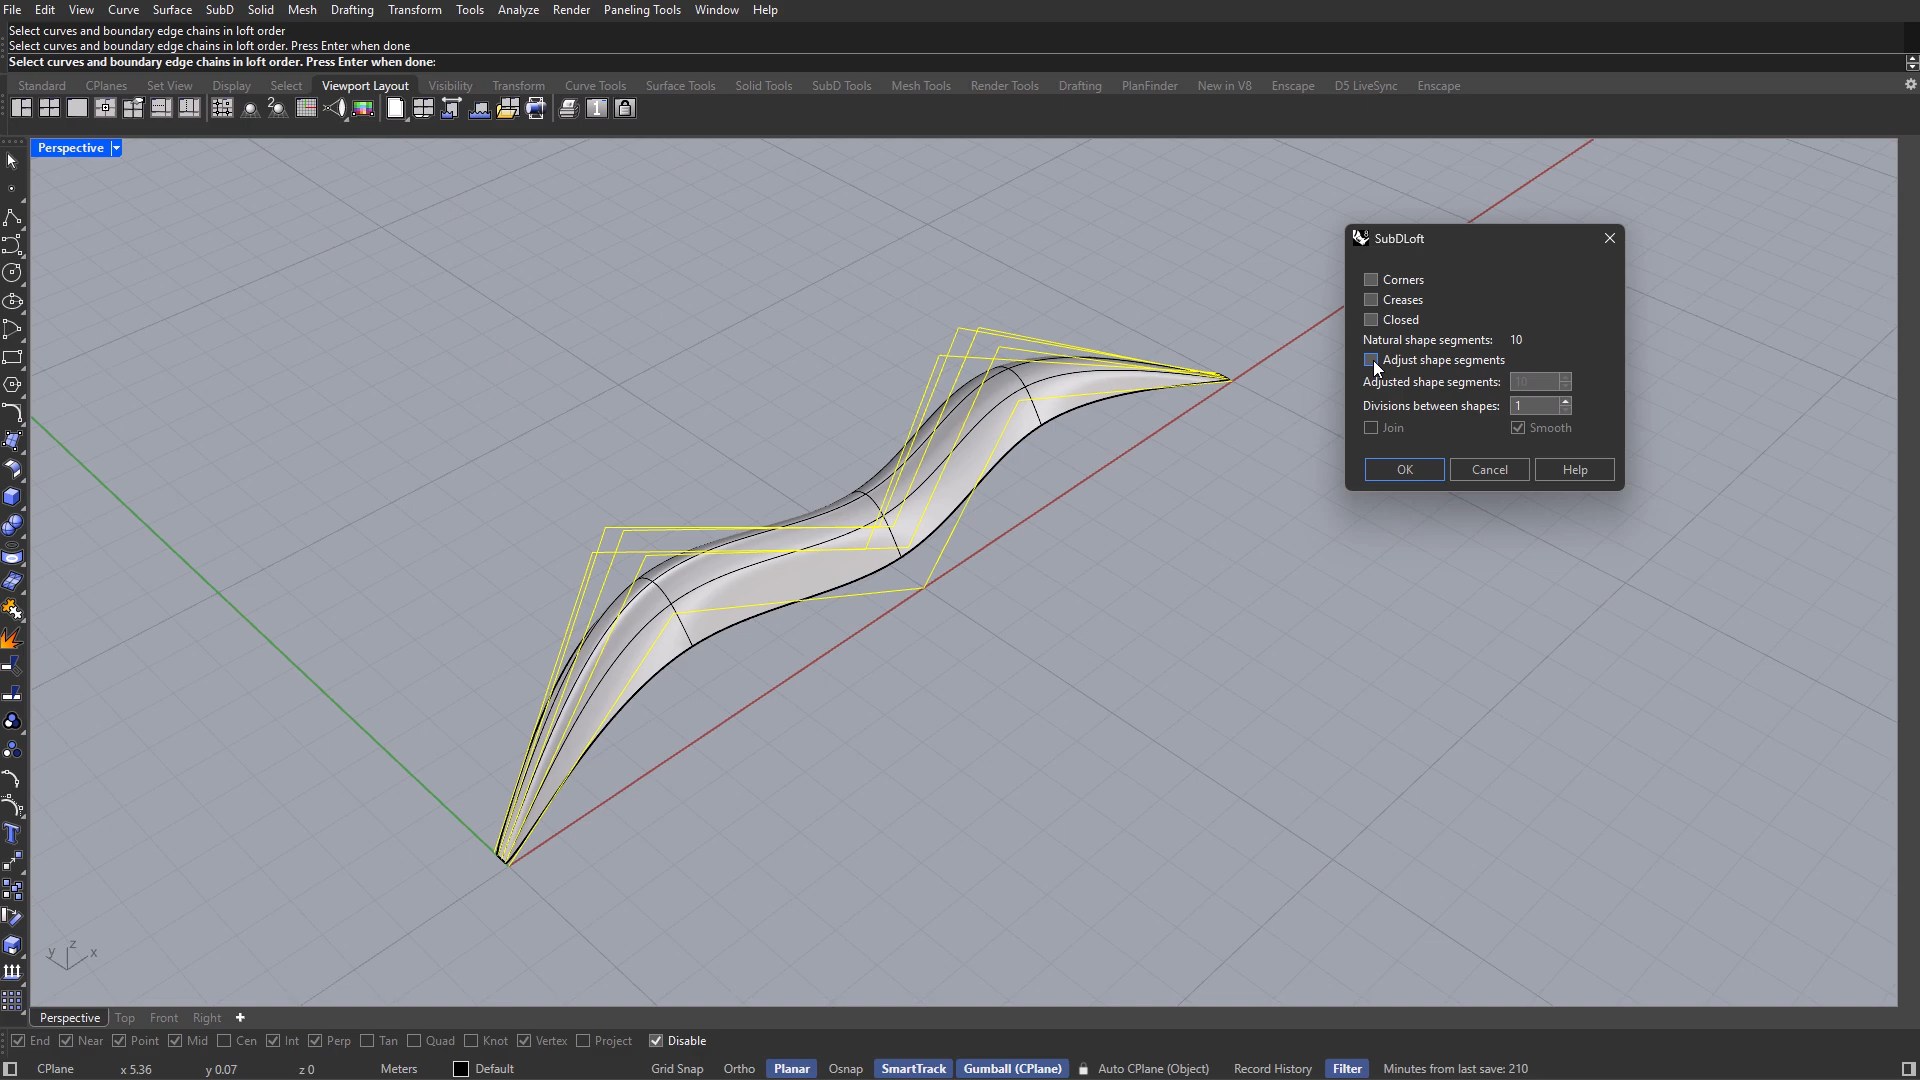 File Edit View Curve Surface SubD Solid Mesh Drafting Transform Tools Analyze Render Paneling Tools Window Help
Select curves and boundary edge chains in loft order
Select curves and boundary edge chains in loft order. Press Enter when done
Select curves and boundary edge chains in loft order. Press Enter when done:
Standard CPlanes Set View Display Select Viewport Layout Visibility Transform Curve Tools Surface Tools Solid Tools SubD Tools Mesh Tools Render Tools Drafting PlanFinder New in V8 Enscape D5 LiveSync Enscape
2 1
Perspective
SubDLoft
Corners
Creases
Closed
Natural shape segments: 10
Adjust shape segments
Adjusted shape segments: 10
Divisions between shapes: 1
Join Smooth
OK Cancel Help
T
y z x
Perspective Top Front Right
End Near Point Mid Cen Int Perp Tan Quad Knot Vertex Project Disable
CPlane x 5.36 y 0.07 z 0 Meters Default Grid Snap Ortho Planar Osnap SmartTrack Gumball (CPlane) Auto CPlane (Object) Record History Filter Minutes from last save: 210